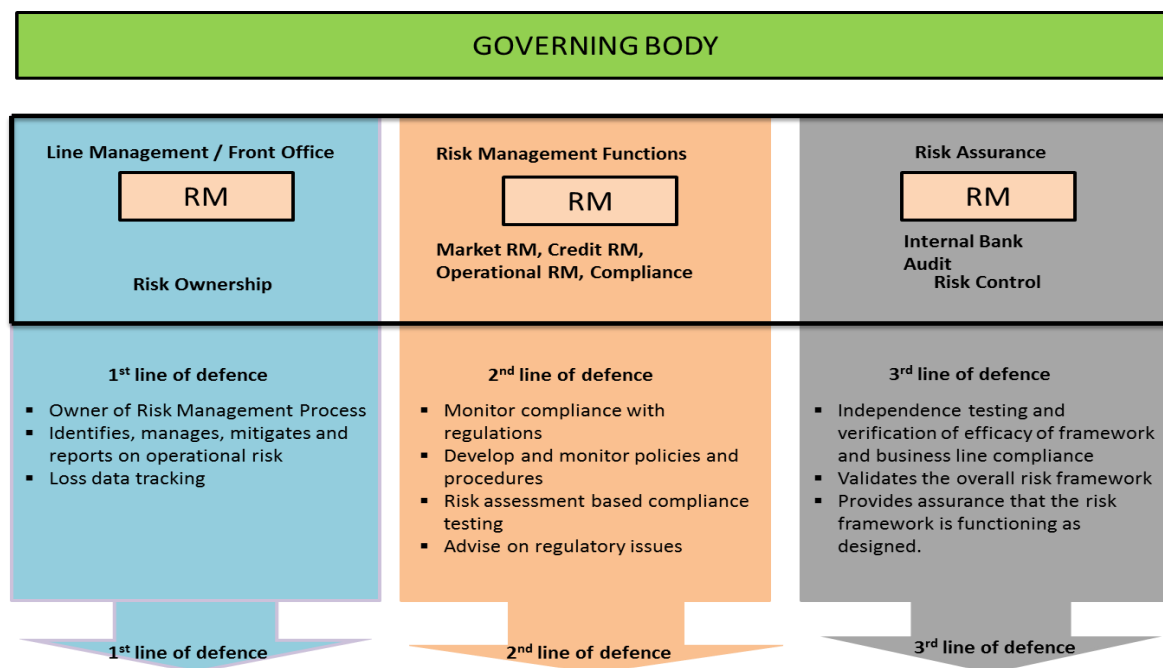 GOVERNING BODY
Line Management / Front Office
RM
Risk Ownership
1st line of defence
▪ Owner of Risk Management Process
▪ Identifies, manages, mitigates and
reports on operational risk
▪ Loss data tracking
1st line of defence
Risk Management Functions
RM
Market RM, Credit RM,
Operational RM, Compliance
2nd line of defence
▪ Monitor compliance with
regulations
▪ Develop and monitor policies and
procedures
▪ Risk assessment based compliance
testing
▪ Advise on regulatory issues
2nd line of defence
Risk Assurance
RM
Internal Bank
Audit
Risk Control
3rd line of defence
▪ Independence testing and
verification of efficacy of framework
and business line compliance
▪ Validates the overall risk framework
▪ Provides assurance that the risk
framework is functioning as
designed.
3rd line of defence